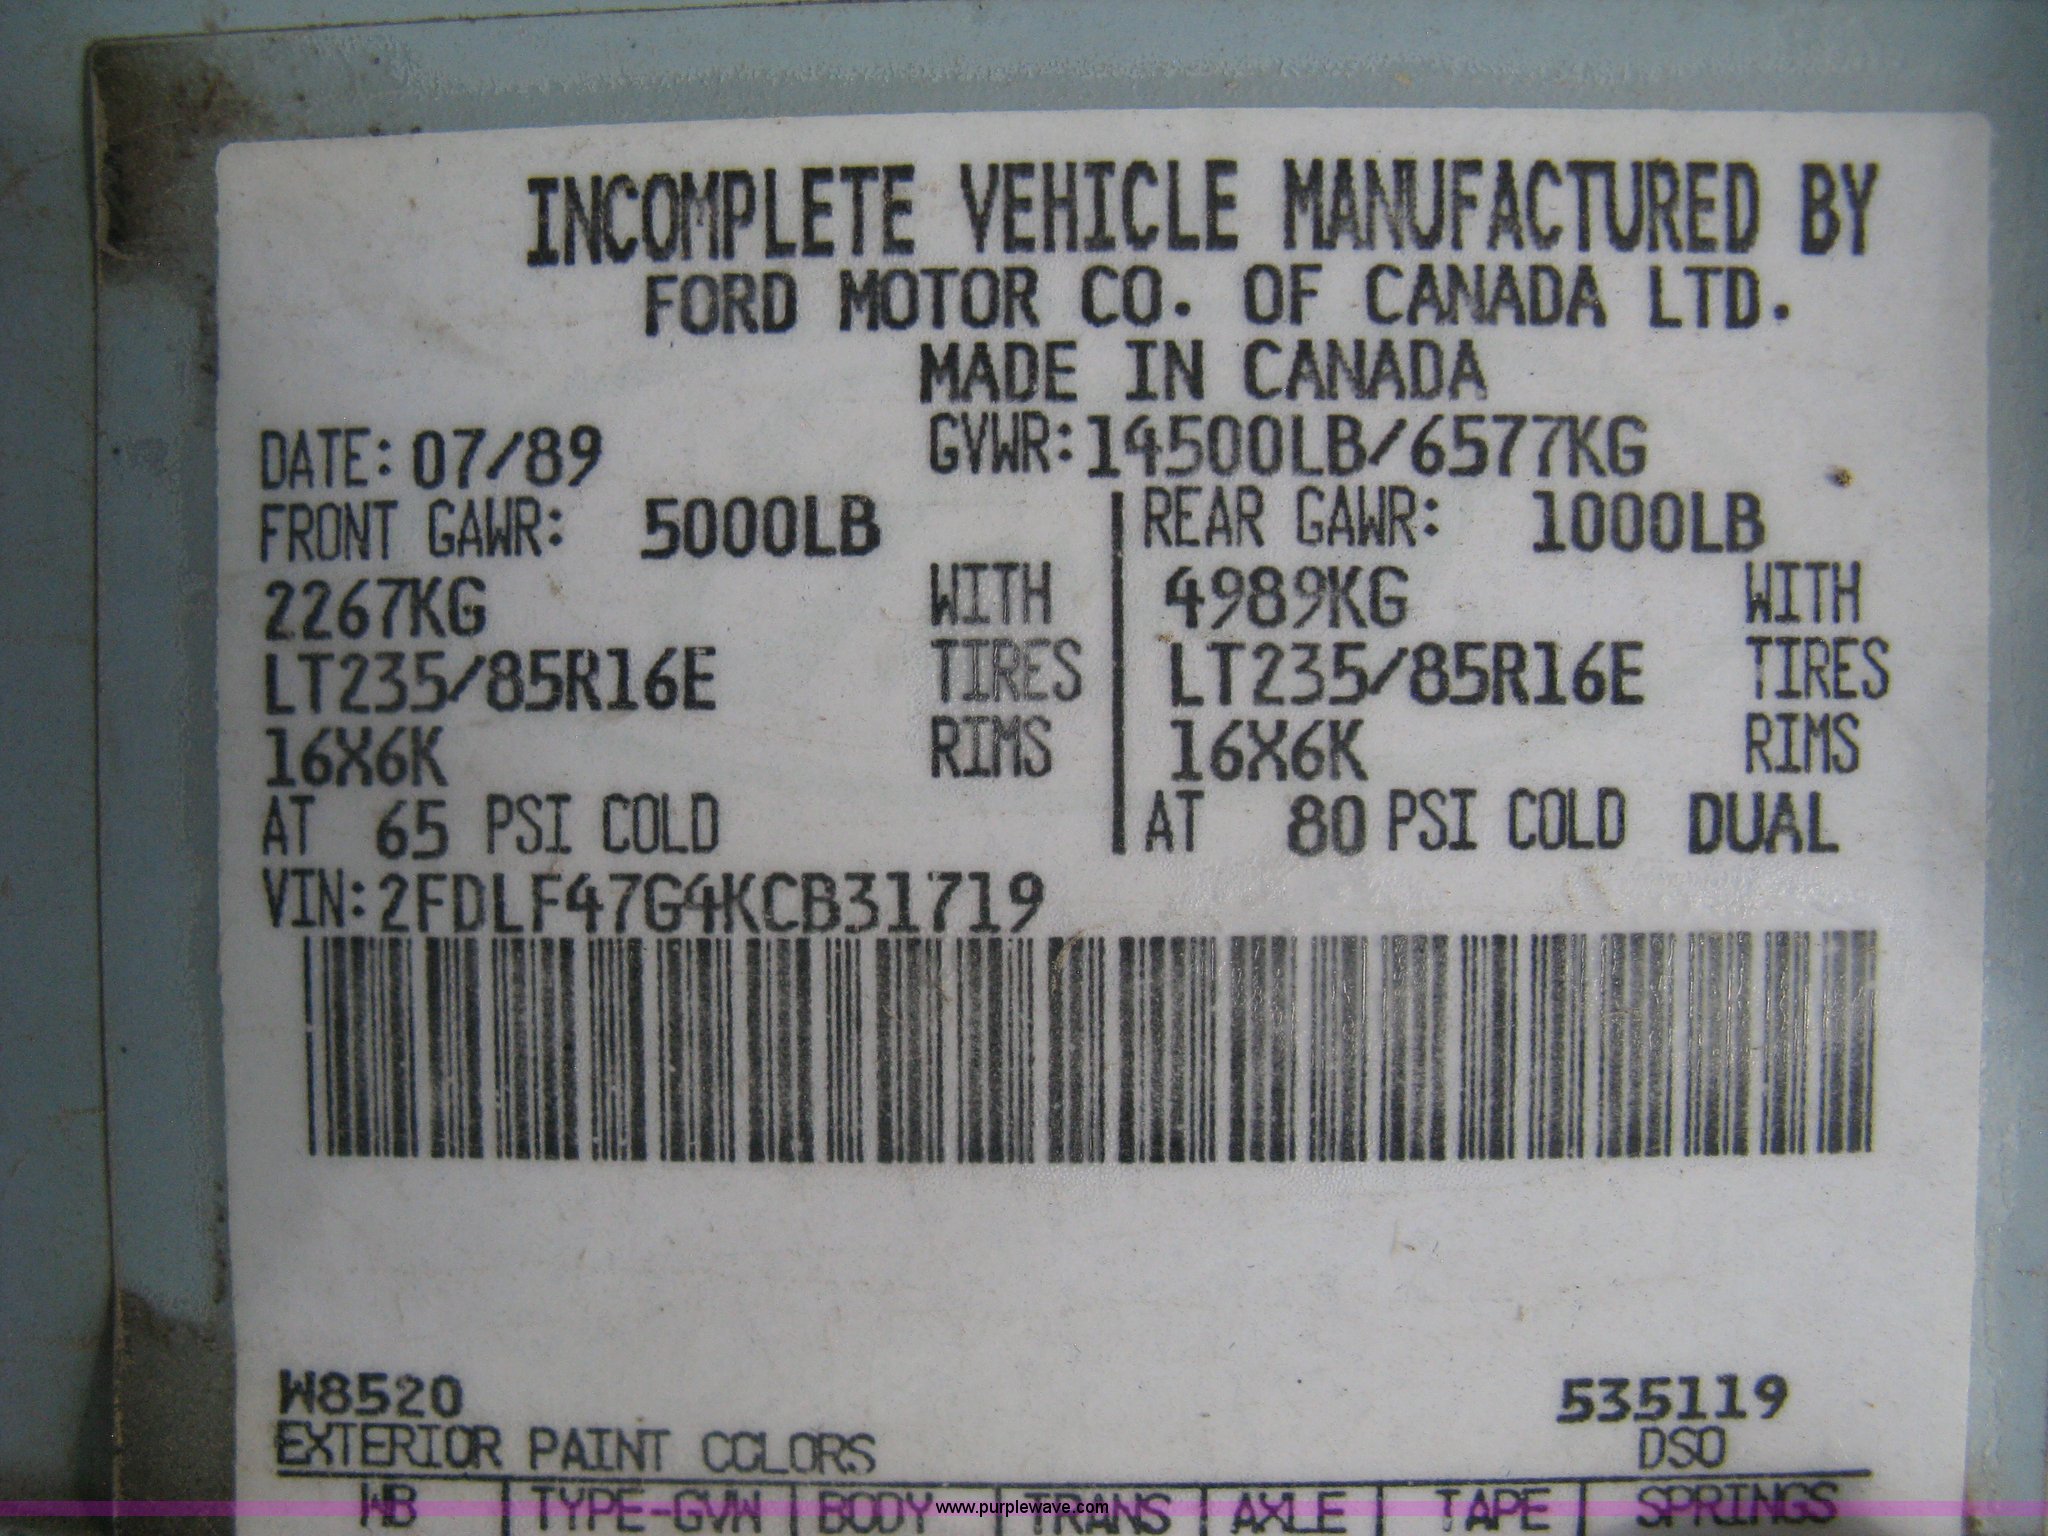 INCOMPLETE VEHICLE MANUFACTURED BY
FORD MOTOR CO. OF CANADA LTD.
MADE IN CANADA
DATE: 07/89 GVWR: 14500LB/6577KG
FRONT GAWR: 5000LB REAR GAWR: 1000LB
2267KG WITH 4989KG WITH
LT235/85R16E TIRES LT235/85R16E TIRES
16X6K RIMS 16X6K RIMS
AT 65 PSI COLD AT 80 PSI COLD DUAL
VIN: 2FDLF47G4KCB31719
W8520 535119
EXTERIOR PAINT COLORS DSO
WB TYPE-GVW BODY TRANS AXLE TAPE SPRINGS
www.purplewave.com